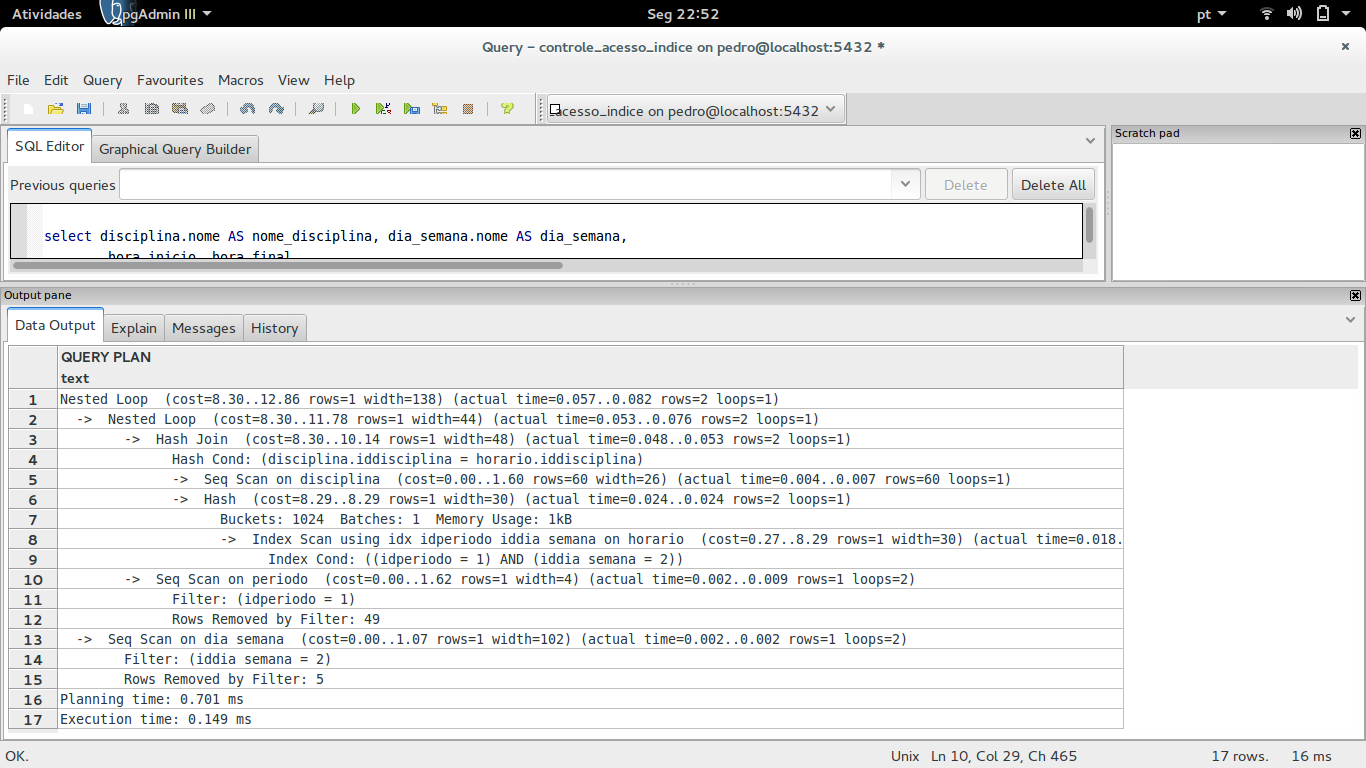 Atividades pgAdmin III Seg 22:52 pt
Query – controle_acesso_indice on pedro@localhost:5432 *
File Edit Query Favourites Macros View Help
acesso_indice on pedro@localhost:5432
SQL Editor Graphical Query Builder
Scratch pad
Previous queries Delete Delete All
select disciplina.nome AS nome_disciplina, dia_semana.nome AS dia_semana,
hora_inicio, hora_final
Output pane
Data Output Explain Messages History
QUERY PLAN
text
1 Nested Loop (cost=8.30..12.86 rows=1 width=138) (actual time=0.057..0.082 rows=2 loops=1)
2 -> Nested Loop (cost=8.30..11.78 rows=1 width=44) (actual time=0.053..0.076 rows=2 loops=1)
3 -> Hash Join (cost=8.30..10.14 rows=1 width=48) (actual time=0.048..0.053 rows=2 loops=1)
4 Hash Cond: (disciplina.iddisciplina = horario.iddisciplina)
5 -> Seq Scan on disciplina (cost=0.00..1.60 rows=60 width=26) (actual time=0.004..0.007 rows=60 loops=1)
6 -> Hash (cost=8.29..8.29 rows=1 width=30) (actual time=0.024..0.024 rows=2 loops=1)
7 Buckets: 1024 Batches: 1 Memory Usage: 1kB
8 -> Index Scan using idx idperiodo iddia semana on horario (cost=0.27..8.29 rows=1 width=30) (actual time=0.018.
9 Index Cond: ((idperiodo = 1) AND (iddia semana = 2))
10 -> Seq Scan on periodo (cost=0.00..1.62 rows=1 width=4) (actual time=0.002..0.009 rows=1 loops=2)
11 Filter: (idperiodo = 1)
12 Rows Removed by Filter: 49
13 -> Seq Scan on dia semana (cost=0.00..1.07 rows=1 width=102) (actual time=0.002..0.002 rows=1 loops=2)
14 Filter: (iddia semana = 2)
15 Rows Removed by Filter: 5
16 Planning time: 0.701 ms
17 Execution time: 0.149 ms
OK. Unix Ln 10, Col 29, Ch 465 17 rows. 16 ms